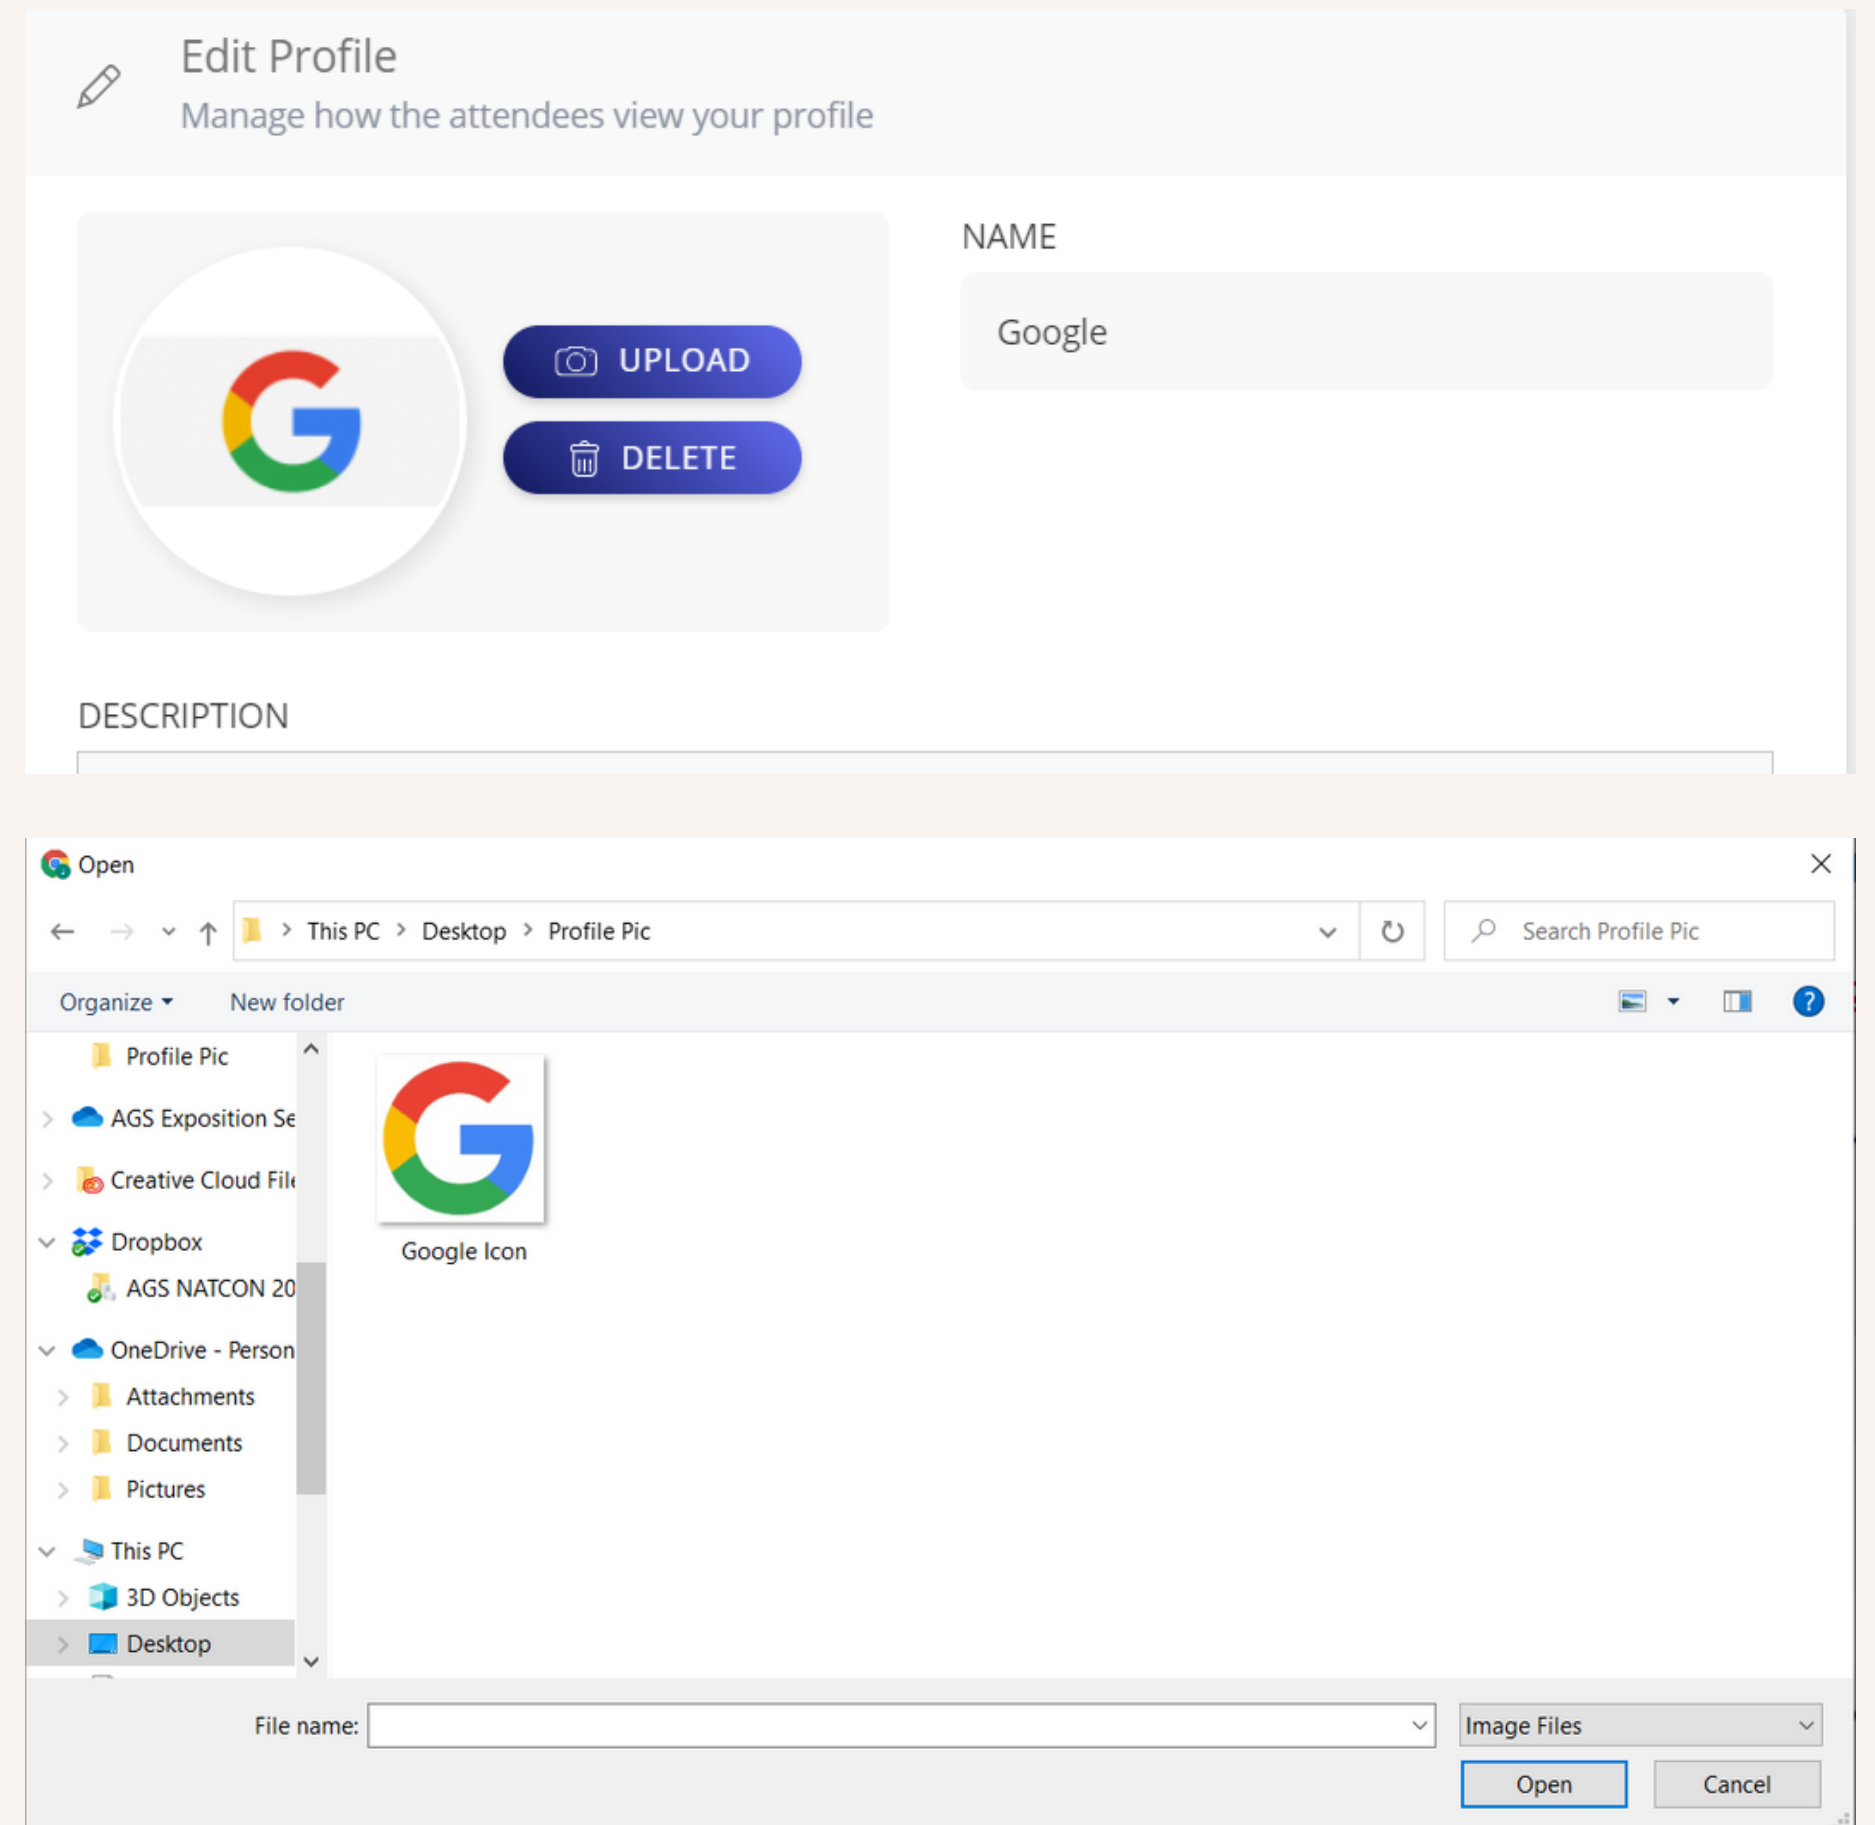 Edit Profile
Manage how the attendees view your profile
NAME
Google
UPLOAD
DELETE
DESCRIPTION
Open
This PC > Desktop > Profile Pic
Search Profile Pic
Organize
New folder
Profile Pic
AGS Exposition Se
Creative Cloud File
Dropbox
AGS NATCON 20
OneDrive - Person
Attachments
Documents
Pictures
This PC
3D Objects
Desktop
Google Icon
File name:
Image Files
Open
Cancel